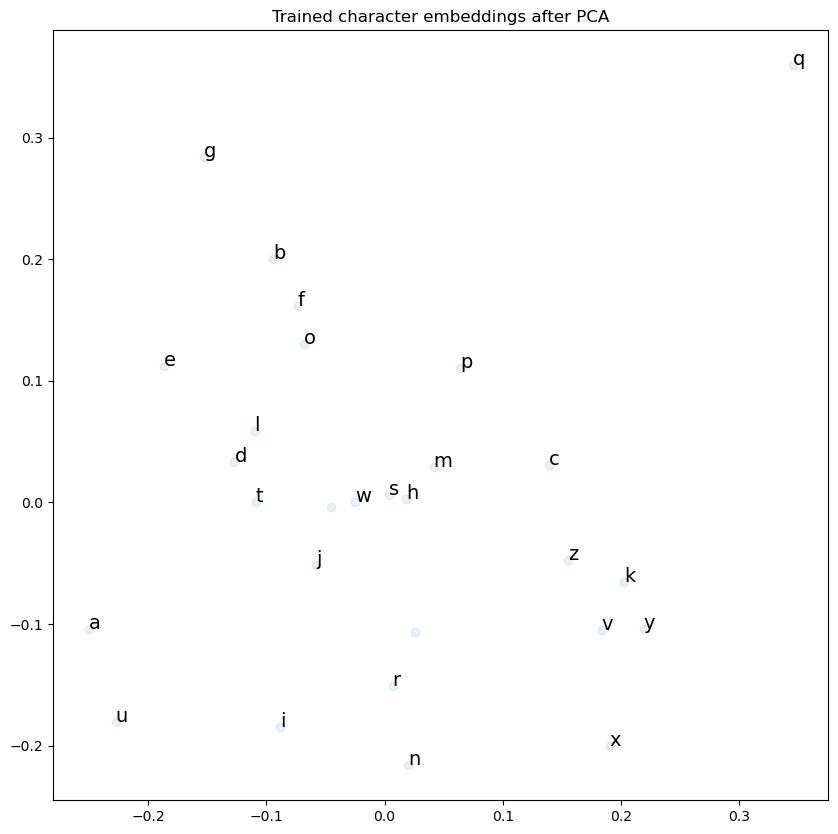 Trained character embeddings after PCA
q
0.3
g
b
0.2
f
o
e
p
0.1
l
d
m
c
t
w
s
h
0.0
j
z
k
a
v
y
−0.1
r
u
i
x
−0.2
n
−0.2
−0.1
0.0
0.1
0.2
0.3